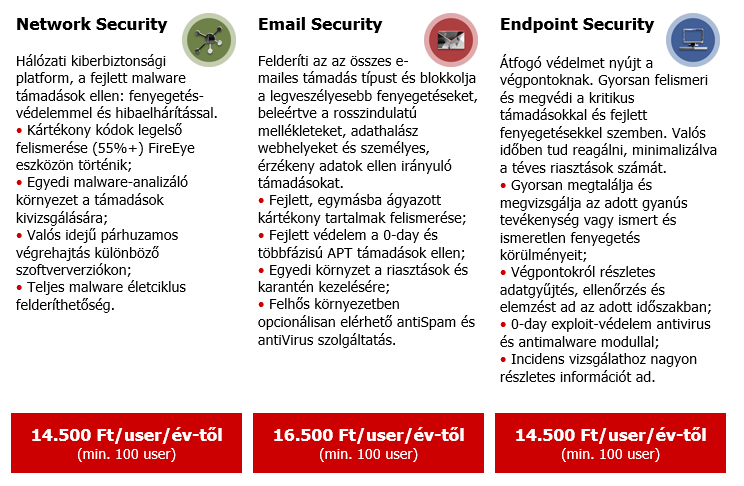 Network Security
Hálózati kiberbiztonsági
platform, a fejlett malware
támadások ellen: fenyegetés-
védelemmel és hibaelhárítással.
• Kártékony kódok legelső
felismerése (55%+) FireEye
eszközön történik;
• Egyedi malware-analizáló
környezet a támadások
kivizsgálására;
• Valós idejű párhuzamos
végrehajtás különböző
szoftververziókon;
• Teljes malware életciklus
felderíthetőség.
14.500 Ft/user/év-től
(min. 100 user)
Email Security
Felderíti az az összes e-
mailes támadás típust és blokkolja
a legveszélyesebb fenyegetéseket,
beleértve a rosszindulatú
mellékleteket, adathalász
webhelyeket és személyes,
érzékeny adatok ellen irányuló
támadásokat.
• Fejlett, egymásba ágyazott
kártékony tartalmak felismerése;
• Fejlett védelem a 0-day és
többfázisú APT támadások ellen;
• Egyedi környzet a riasztások és
karantén kezelésére;
• Felhős környezetben
opcionálisan elérhető antiSpam és
antiVirus szolgáltatás.
16.500 Ft/user/év-től
(min. 100 user)
Endpoint Security
Átfogó védelmet nyújt a
végpontoknak. Gyorsan felismeri
és megvédi a kritikus
támadásokkal és fejlett
fenyegetésekkel szemben. Valós
időben tud reagálni, minimalizálva
a téves riasztások számát.
• Gyorsan megtalálja és
megvizsgálja az adott gyanús
tevékenység vagy ismert és
ismeretlen fenyegetés
körülményeit;
• Végpontokról részletes
adatgyűjtés, ellenőrzés és
elemzést ad az adott időszakban;
• 0-day exploit-védelem antivirus
és antimalware modullal;
• Incidens vizsgálathoz nagyon
részletes információt ad.
14.500 Ft/user/év-től
(min. 100 user)